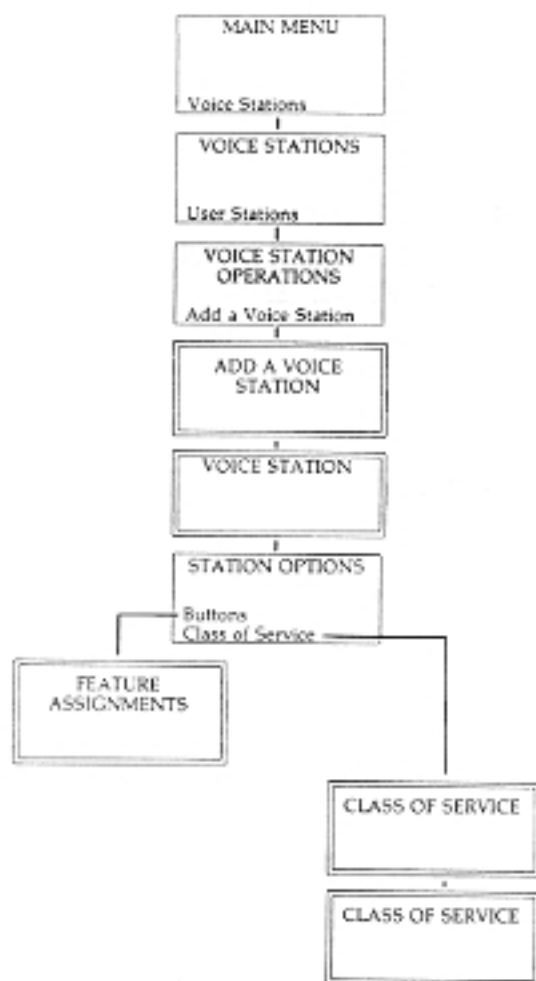 MAIN MENU
Voice Stations
VOICE STATIONS
User Stations
VOICE STATION
OPERATIONS
Add a Voice Station
ADD A VOICE
STATION
VOICE STATION
STATION OPTIONS
Buttons
Class of Service
FEATURE
ASSIGNMENTS
CLASS OF SERVICE
CLASS OF SERVICE